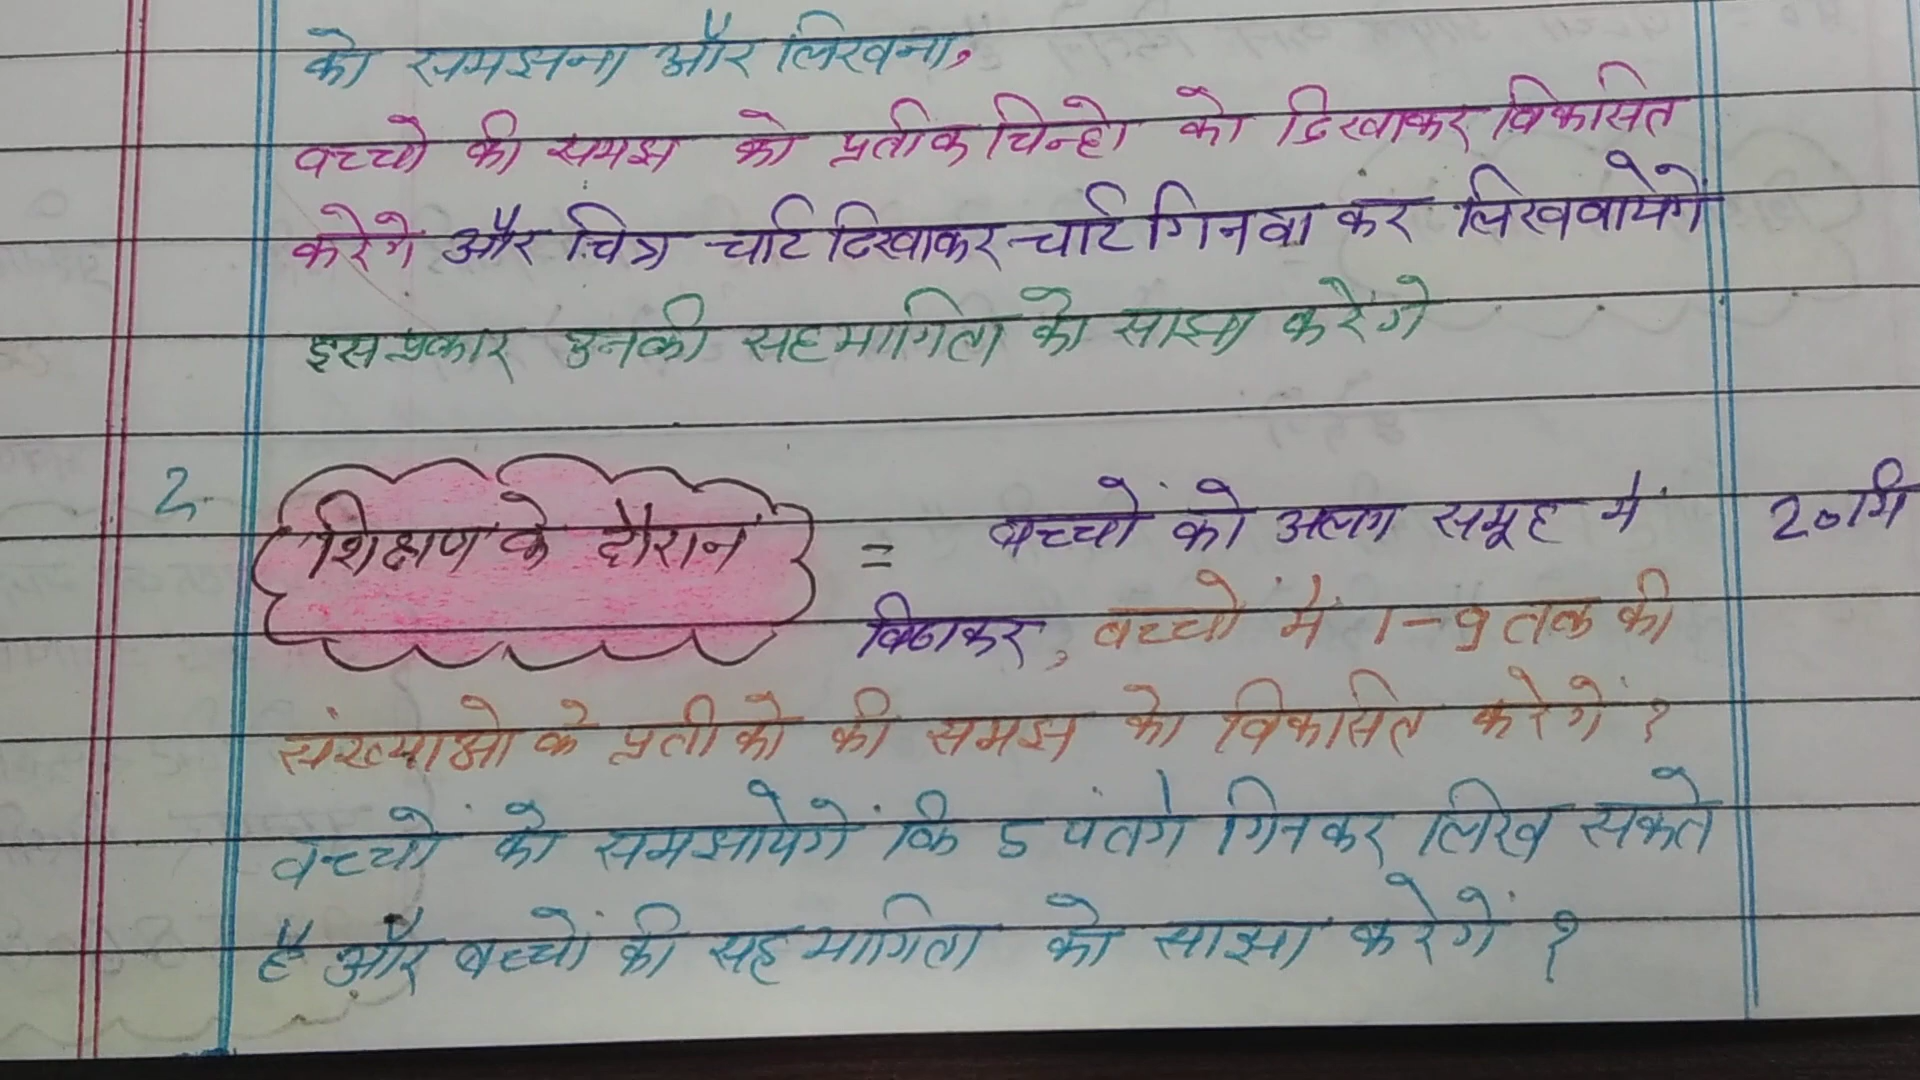 को समझना और लिखना,
बच्चो की समझ को प्रतीक चिन्हो को दिखाकर विकसित
करेगे और चित्र चार्ट दिखाकर चार्ट गिनवा कर लिखवायेगे
इस प्रकार उनकी सहभागिता को साझा करेंगे
2. शिक्षण के दौरान = बच्चों को अलग समूह में 20मि
बिठाकर, बच्चो में 1-9 तक की
संख्याओ के प्रतीको की समझ को विकसित करेगें ?
बच्चों को समझायेगें कि 5 पंतगे गिनकर लिख सकते
है और बच्चों की सहभागिता को साझा करेगें ?